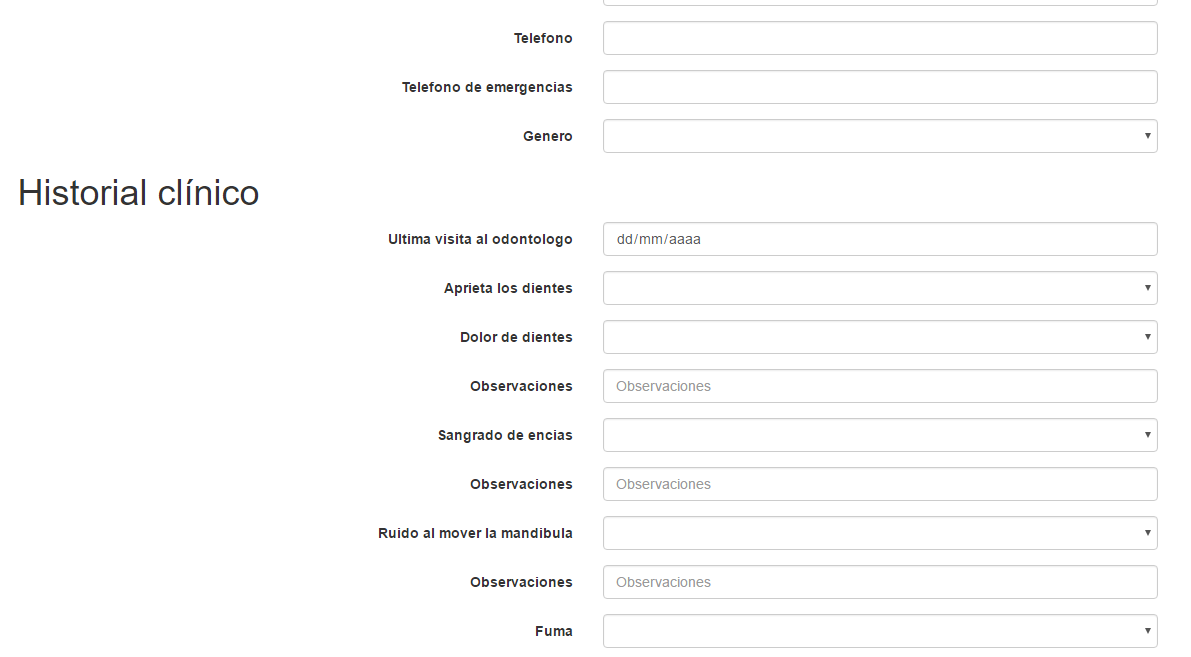 Telefono
Telefono de emergencias
Genero
Historial clínico
Ultima visita al odontologo dd/mm/aaaa
Aprieta los dientes
Dolor de dientes
Observaciones Observaciones
Sangrado de encias
Observaciones Observaciones
Ruido al mover la mandibula
Observaciones Observaciones
Fuma